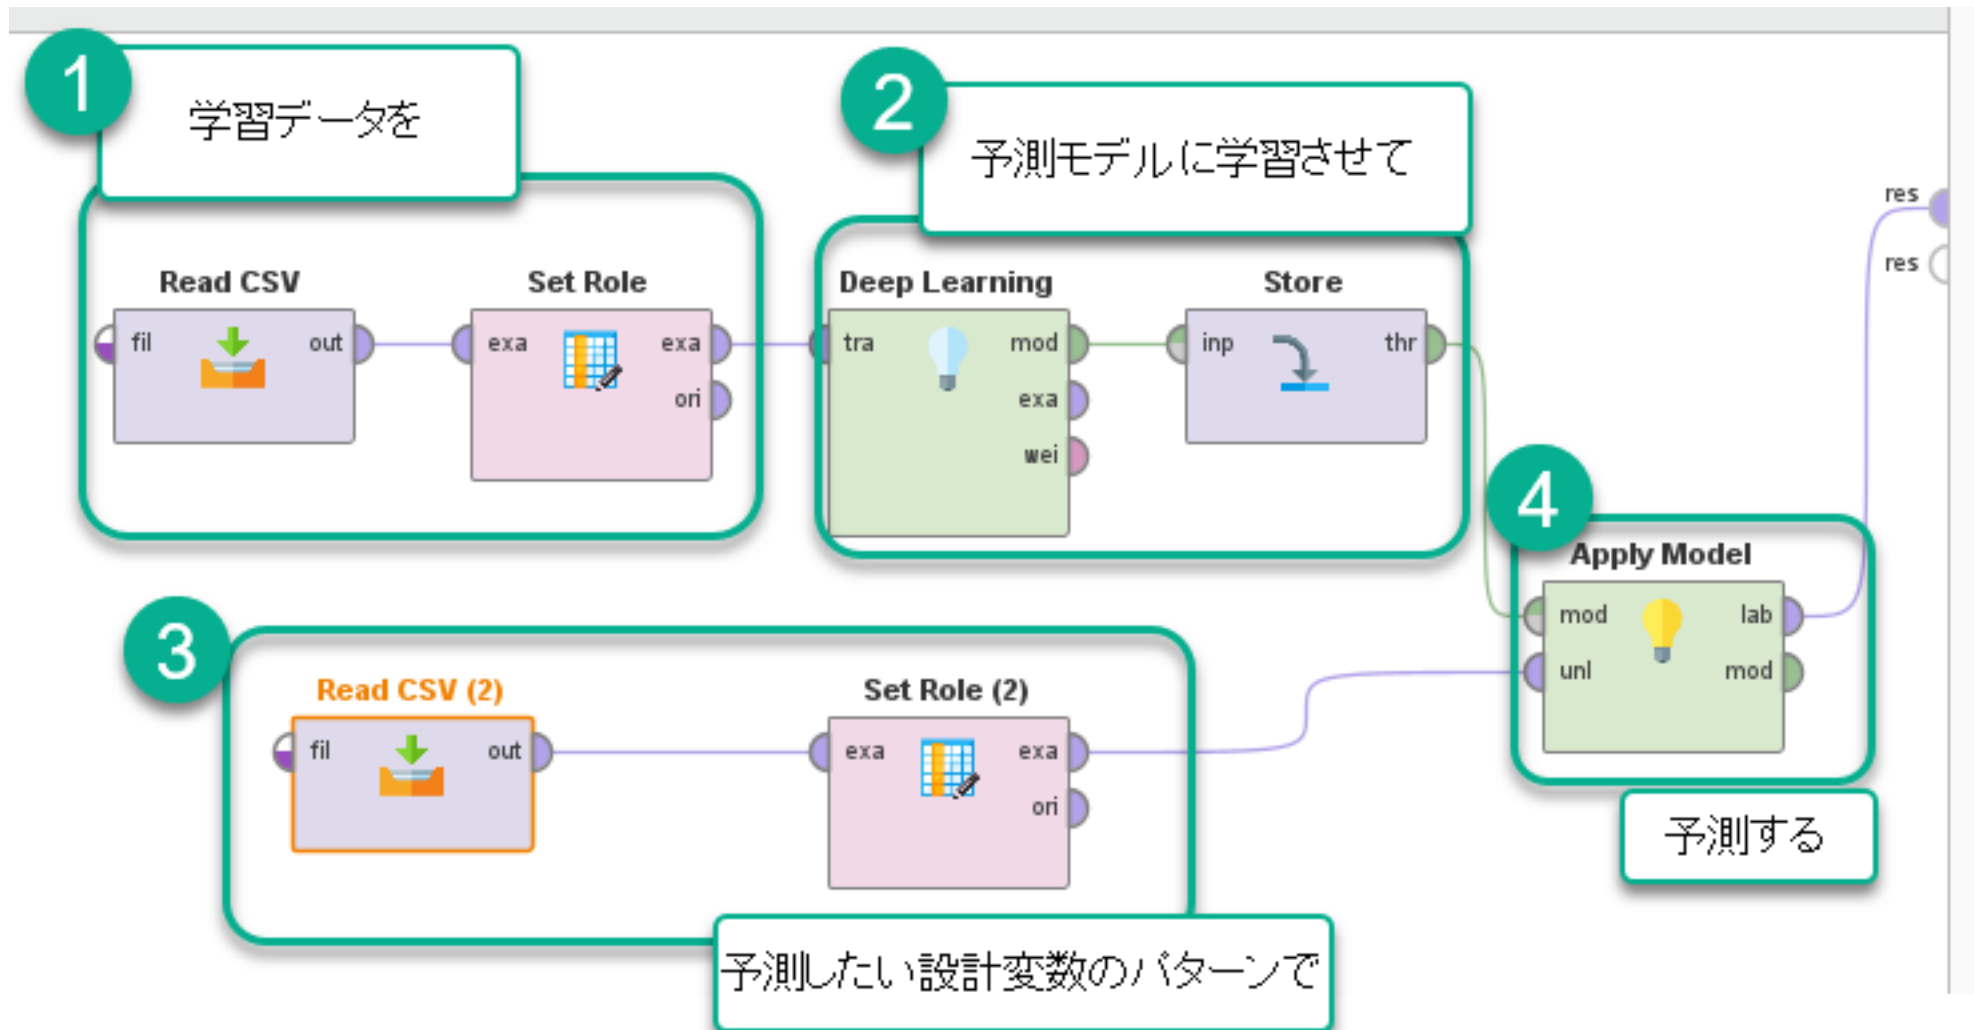 1
学習データを
2
予測モデルに学習させて
res
res
Read CSV
fil
out
Set Role
exa
exa
ori
Deep Learning
tra
mod
exa
wei
Store
inp
thr
3
Read CSV (2)
fil
out
Set Role (2)
exa
exa
ori
予測したい設計変数のパターンで
4
Apply Model
mod
lab
unl
mod
予測する